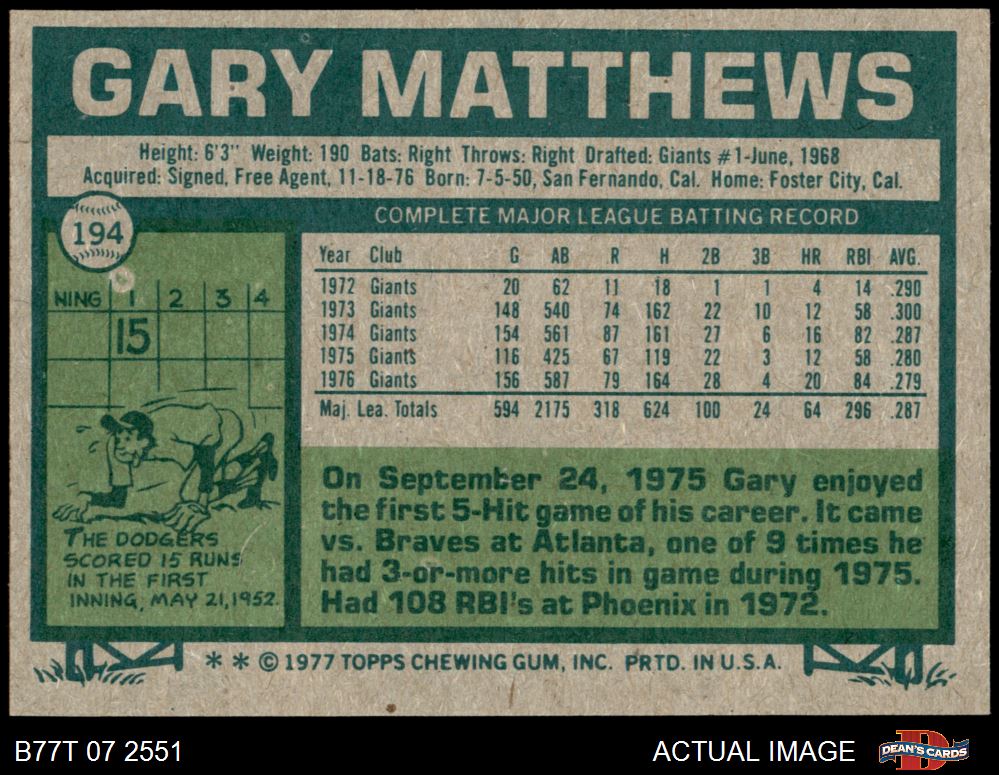 GARY MATTHEWS
Height: 6'3" Weight: 190 Bats: Right Throws: Right Drafted: Giants #1-June, 1968
Acquired: Signed, Free Agent, 11-18-76 Born: 7-5-50, San Fernando, Cal. Home: Foster City, Cal.
194
COMPLETE MAJOR LEAGUE BATTING RECORD
Year Club G AB R H 2B 3B HR RBI AVG.
1972 Giants 20 62 11 18 1 1 4 14 .290
1973 Giants 148 540 74 162 22 10 12 58 .300
1974 Giants 154 561 87 161 27 6 16 82 .287
1975 Giants 116 425 67 119 22 3 12 58 .280
1976 Giants 156 587 79 164 28 4 20 84 .279
Maj. Lea. Totals 594 2175 318 624 100 24 64 296 .287
NING 1 2 3 4
15
THE DODGERS
SCORED 15 RUNS
IN THE FIRST
INNING, MAY 21, 1952.
On September 24, 1975 Gary enjoyed
the first 5-Hit game of his career. It came
vs. Braves at Atlanta, one of 9 times he
had 3-or-more hits in game during 1975.
Had 108 RBI's at Phoenix in 1972.
* * © 1977 TOPPS CHEWING GUM, INC. PRTD. IN U.S.A.
B77T 07 2551
ACTUAL IMAGE
D
DEAN'S CARDS